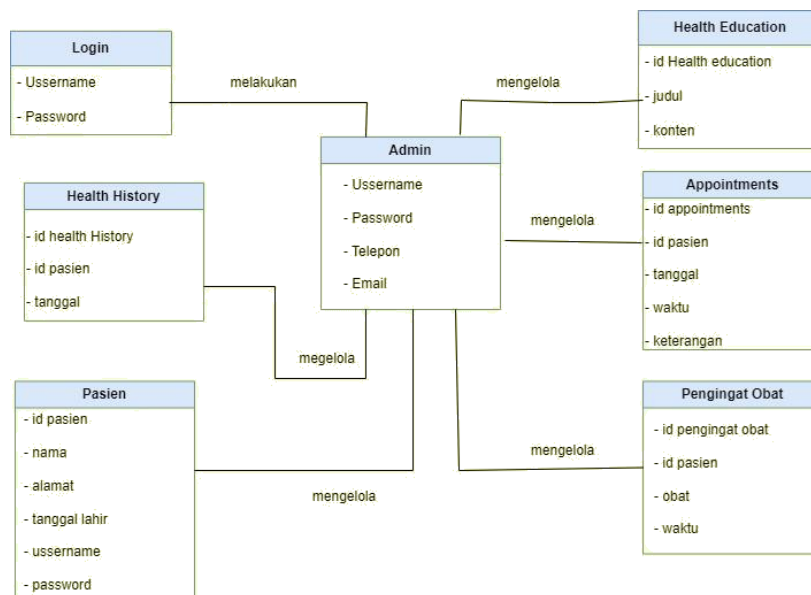 Login
- Ussername
- Password
melakukan
mengelola
Health Education
- id Health education
- judul
- konten
Admin
- Ussername
- Password
- Telepon
- Email
Health History
- id health History
- id pasien
- tanggal
megelola
mengelola
Appointments
- id appointments
- id pasien
- tanggal
- waktu
- keterangan
Pasien
- id pasien
- nama
- alamat
- tanggal lahir
- ussername
- password
mengelola
mengelola
Pengingat Obat
- id pengingat obat
- id pasien
- obat
- waktu